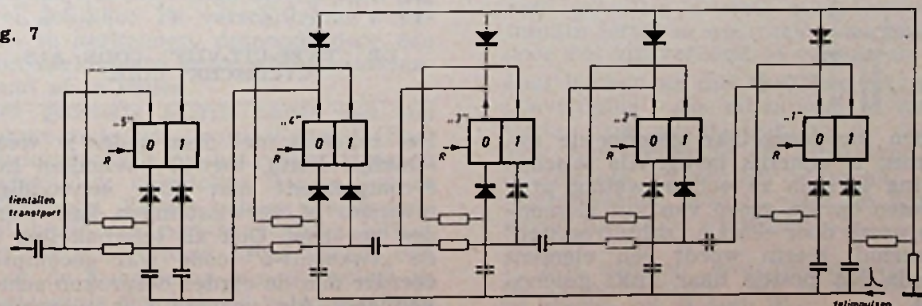 g. 7
„5"
„4"
„3"
„2"
„1"
0 1
0 1
0 1
0 1
0 1
R
R
R
R
R
tientallen
transport
telimpulsen